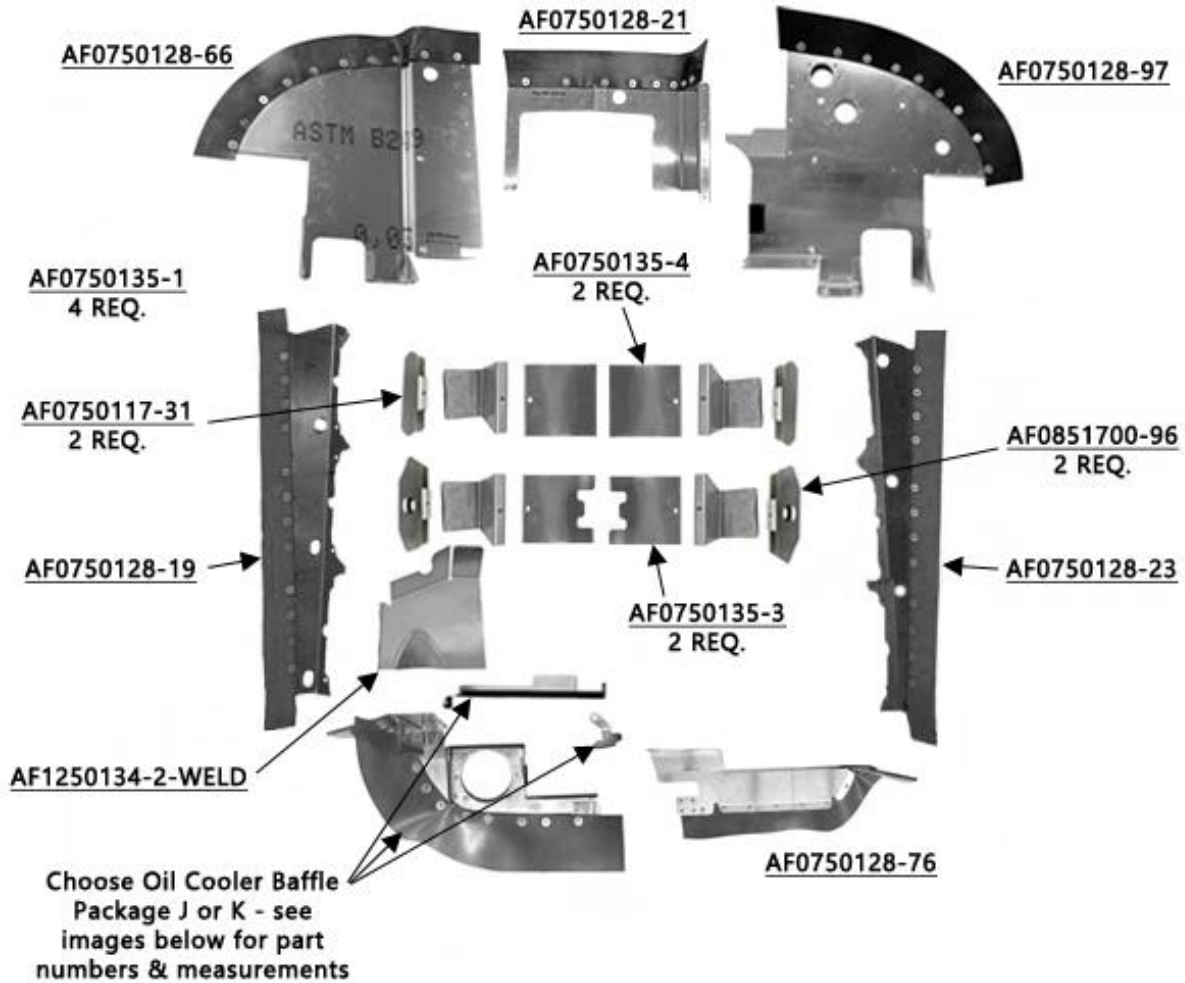 AF0750128-21
AF0750128-66
AF0750128-97
ASTM B209
0.06
AF0750135-4
2 REQ.
AF0750135-1
4 REQ.
AF0750117-31
2 REQ.
AF0851700-96
2 REQ.
AF0750128-19
AF0750128-23
AF0750135-3
2 REQ.
AF1250134-2-WELD
AF0750128-76
Choose Oil Cooler Baffle
Package J or K - see
images below for part
numbers & measurements